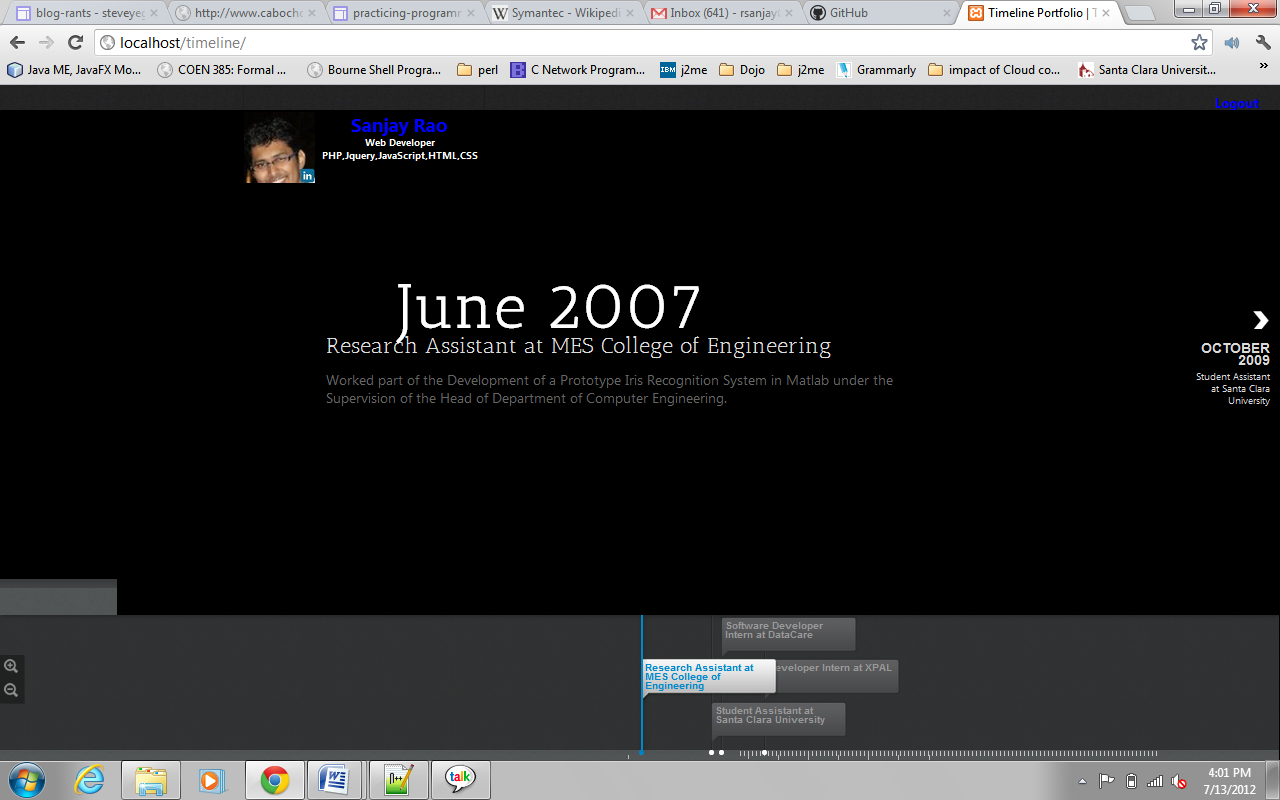 blog-rants - steveyeg
http://www.cabocho
practicing-programm
Symantec - Wikipedi
Inbox (641) - rsanjay
GitHub
Timeline Portfolio | T
localhost/timeline/
Java ME, JavaFX Mo...
COEN 385: Formal ...
Bourne Shell Progra...
perl
C Network Program...
IBM
j2me
Dojo
j2me
Grammarly
impact of Cloud co...
Santa Clara Universit...
Logout
Sanjay Rao
Web Developer
PHP,Jquery,JavaScript,HTML,CSS
in
June 2007
Research Assistant at MES College of Engineering
Worked part of the Development of a Prototype Iris Recognition System in Matlab under the
Supervision of the Head of Department of Computer Engineering.
OCTOBER
2009
Student Assistant
at Santa Clara
University
Software Developer
Intern at DataCare
Research Assistant at
MES College of
Engineering
eveloper Intern at XPAL
Student Assistant at
Santa Clara University
talk
4:01 PM
7/13/2012